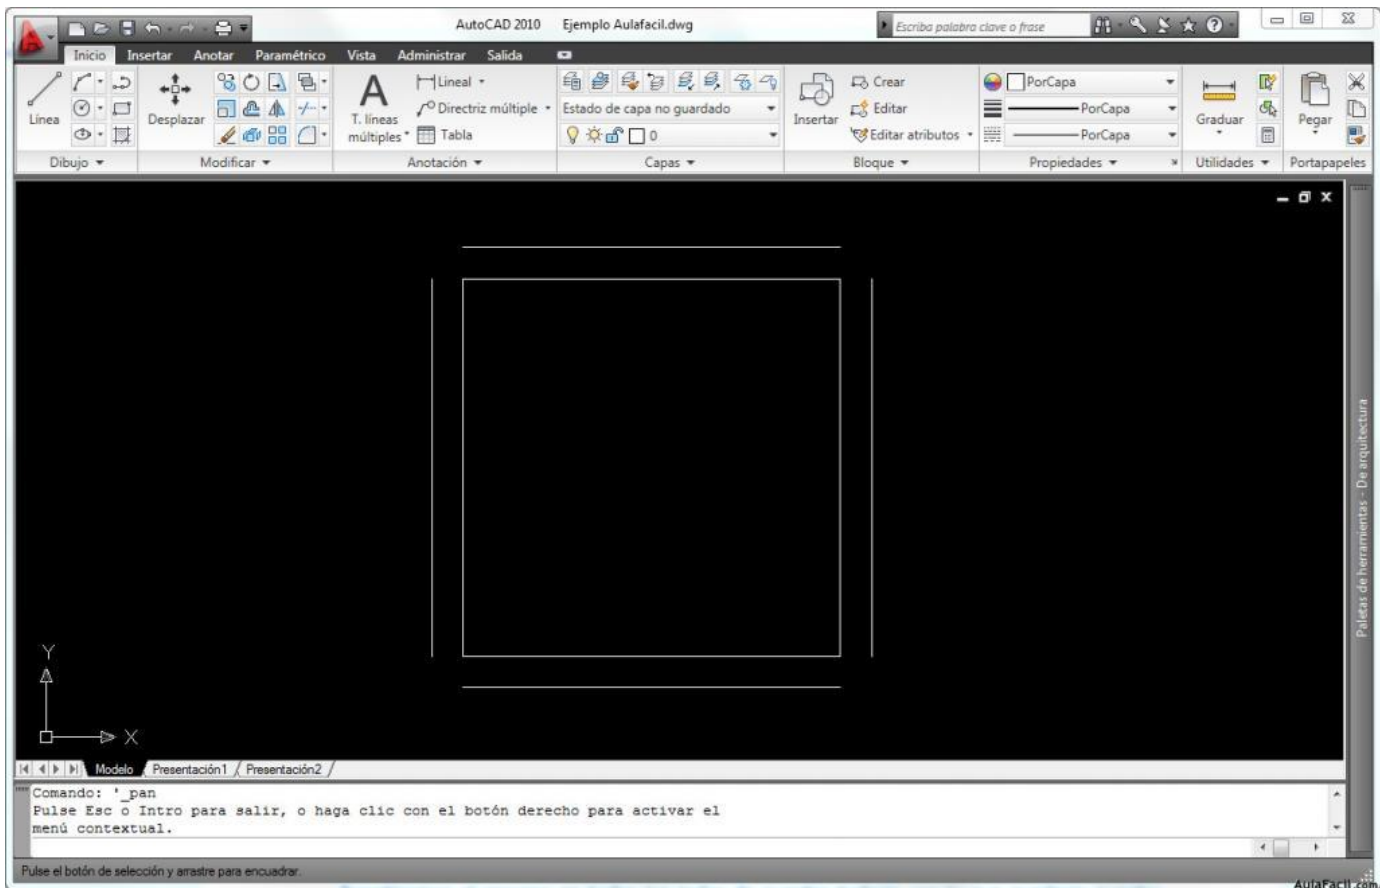 AutoCAD 2010 Ejemplo Aulafacil.dwg
Escriba palabra clave o frase
Inicio Insertar Anotar Paramétrico Vista Administrar Salida
Línea
Desplazar
A
T. líneas
múltiples
Lineal
Directriz múltiple
Tabla
Estado de capa no guardado
0
Insertar
Crear
Editar
Editar atributos
PorCapa
PorCapa
PorCapa
Graduar
Pegar
Dibujo Modificar Anotación Capas Bloque Propiedades Utilidades Portapapeles
Paletas de herramientas - De arquitectura
Y
X
Modelo Presentación1 Presentación2
Comando: '_pan
Pulse Esc o Intro para salir, o haga clic con el botón derecho para activar el
menú contextual.
Pulse el botón de selección y arrastre para encuadrar.
AulaFacil.com